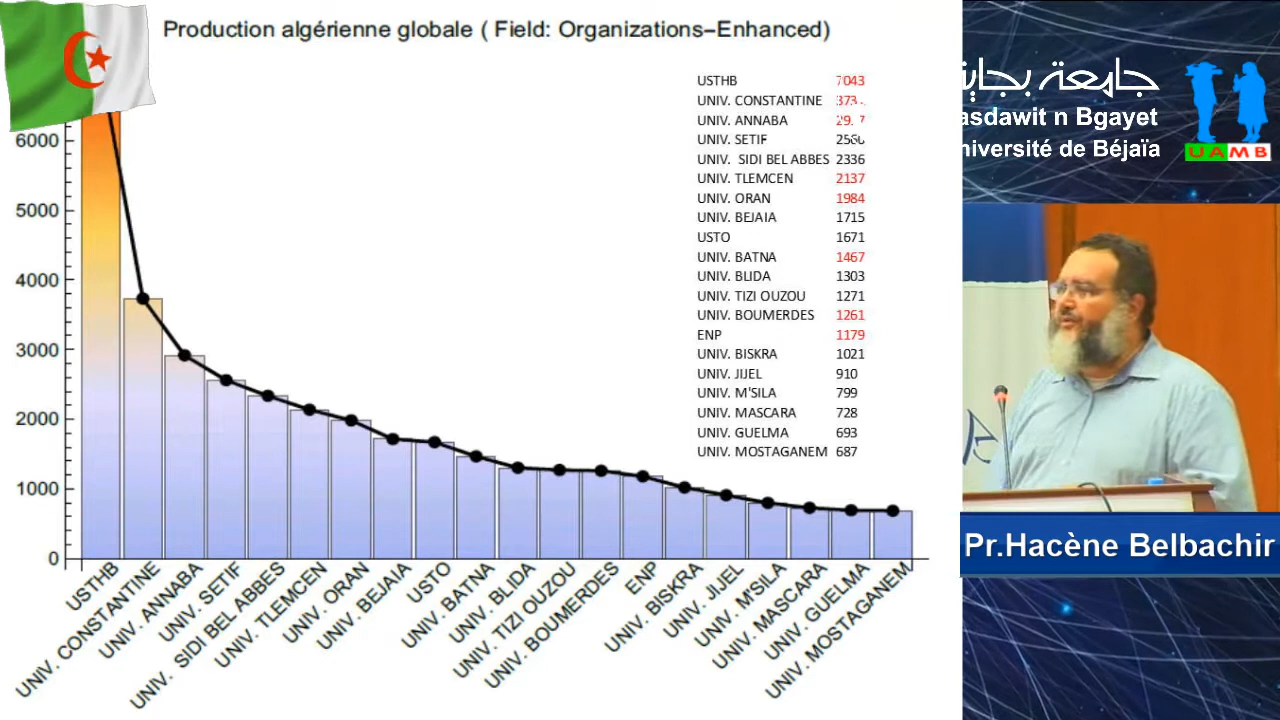 Production algérienne globale ( Field: Organizations–Enhanced)
USTHB 7043
UNIV. CONSTANTINE
UNIV. ANNABA
UNIV. SETIF
UNIV. SIDI BEL ABBES 2336
UNIV. TLEMCEN 2137
UNIV. ORAN 1984
UNIV. BEJAIA 1715
USTO 1671
UNIV. BATNA 1467
UNIV. BLIDA 1303
UNIV. TIZI OUZOU 1271
UNIV. BOUMERDES 1261
ENP 1179
UNIV. BISKRA 1021
UNIV. JIJEL 910
UNIV. M'SILA 799
UNIV. MASCARA 728
UNIV. GUELMA 693
UNIV. MOSTAGANEM 687
6000
5000
4000
3000
2000
1000
0
USTHB
UNIV. CONSTANTINE
UNIV. ANNABA
UNIV. SETIF
UNIV. SIDI BEL ABBES
UNIV. TLEMCEN
UNIV. ORAN
UNIV. BEJAIA
USTO
UNIV. BATNA
UNIV. BLIDA
UNIV. TIZI OUZOU
UNIV. BOUMERDES
ENP
UNIV. BISKRA
UNIV. JIJEL
UNIV. M'SILA
UNIV. MASCARA
UNIV. GUELMA
UNIV. MOSTAGANEM
جامعة بجاية
asdawit n Bgayet
niversité de Béjaïa
UAMB
Pr.Hacène Belbachir